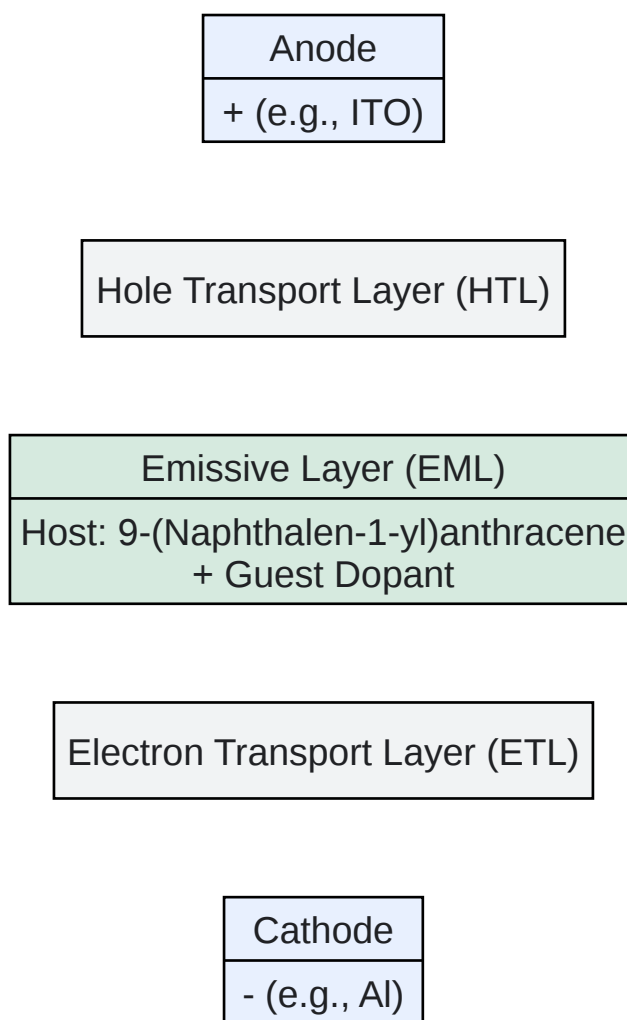 Anode
+ (e.g., ITO)
Hole Transport Layer (HTL)
Emissive Layer (EML)
Host: 9-(Naphthalen-1-yl)anthracene
+ Guest Dopant
Electron Transport Layer (ETL)
Cathode
- (e.g., Al)